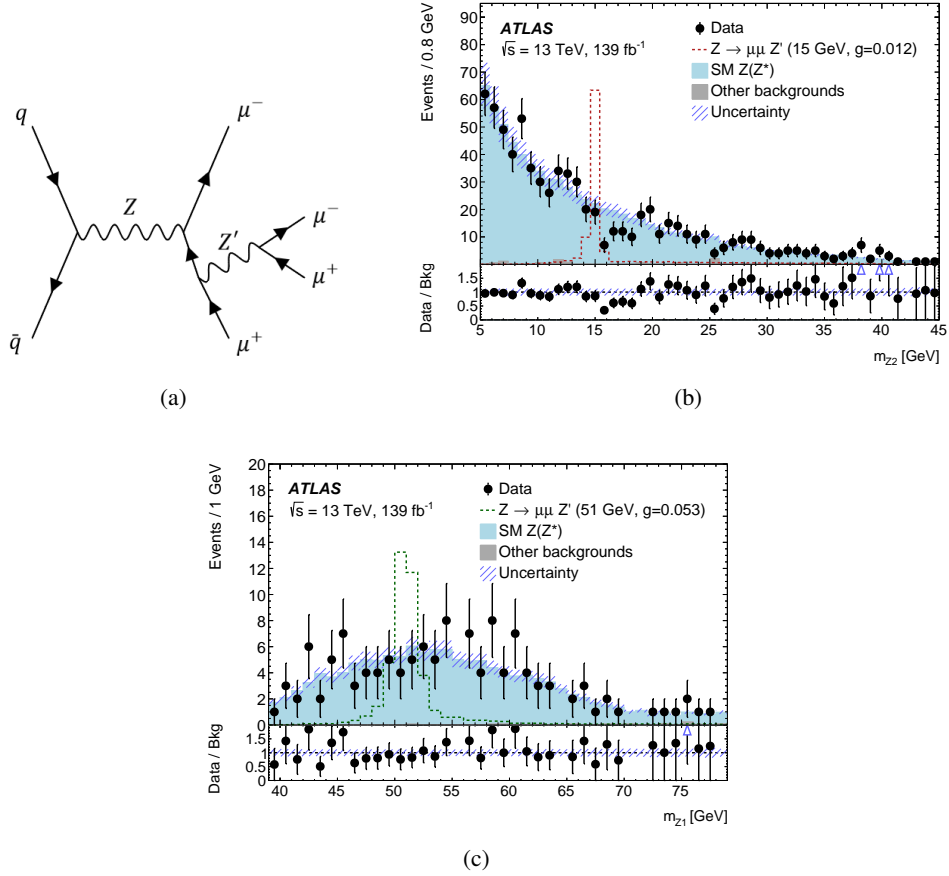 q
Z
μ⁻
Z′
μ⁻
μ⁺
q̄
μ⁺
(a)
Events / 0.8 GeV
90
80
70
60
50
40
30
20
10
ATLAS
√s = 13 TeV, 139 fb⁻¹
Data
Z → μμ Z' (15 GeV, g=0.012)
SM Z(Z*)
Other backgrounds
Uncertainty
Data / Bkg
1.5
1
0.5
5 10 15 20 25 30 35 40 45
m_Z2 [GeV]
(b)
Events / 1 GeV
20
18
16
14
12
10
8
6
4
2
0
ATLAS
√s = 13 TeV, 139 fb⁻¹
Data
Z → μμ Z' (51 GeV, g=0.053)
SM Z(Z*)
Other backgrounds
Uncertainty
Data / Bkg
1.5
1
0.5
40 45 50 55 60 65 70 75
m_Z1 [GeV]
(c)